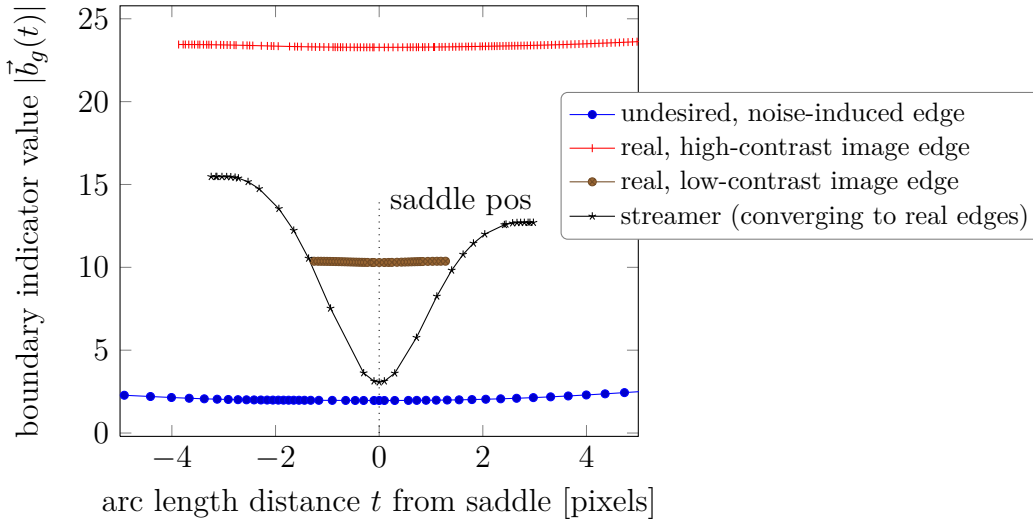 boundary indicator value |b⃗_g(t)|
25
20
15
10
5
0
saddle pos
undesired, noise-induced edge
real, high-contrast image edge
real, low-contrast image edge
streamer (converging to real edges)
−4 −2 0 2 4
arc length distance t from saddle [pixels]